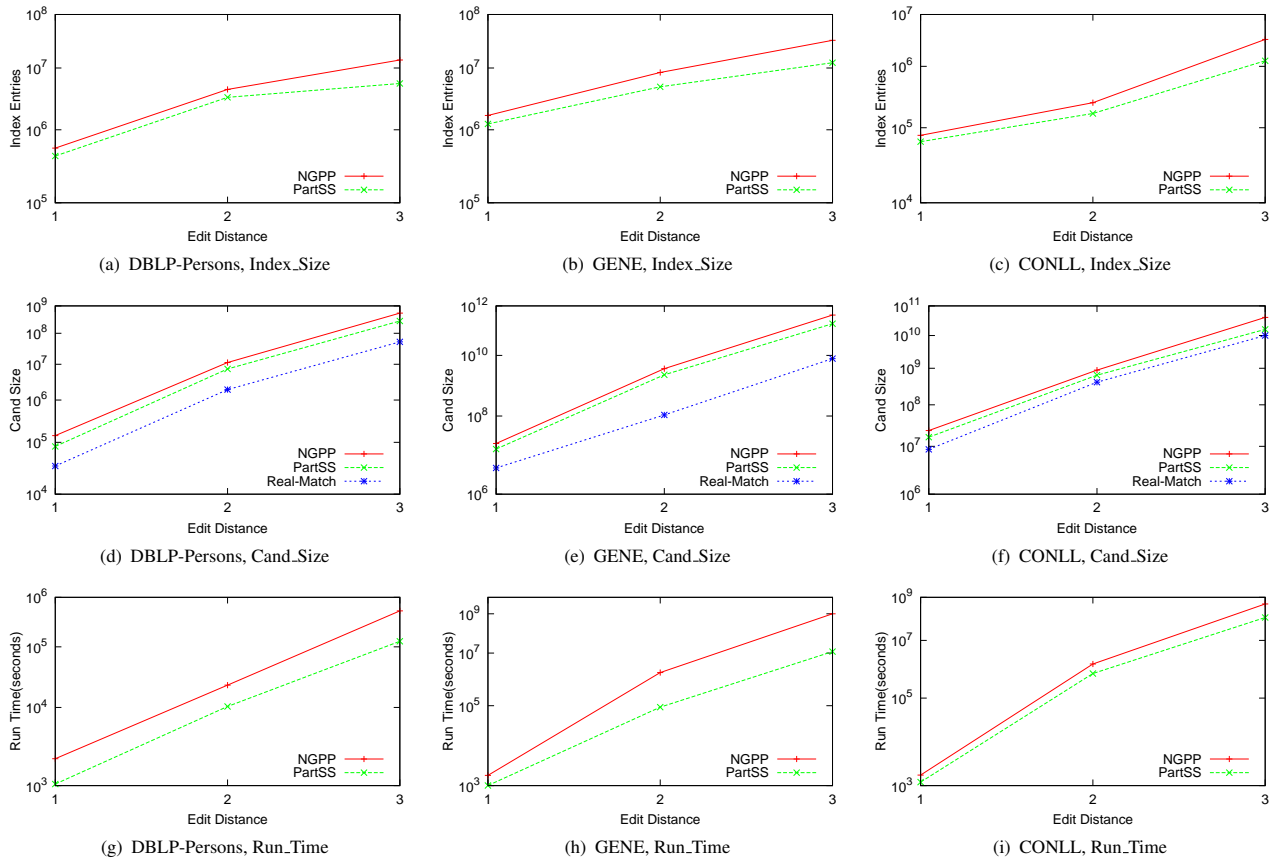 10^8
10^7
10^6
10^5
Index Entries
NGPP
PartSS
1 2 3
Edit Distance
(a) DBLP-Persons, Index_Size
10^8
10^7
10^6
10^5
Index Entries
NGPP
PartSS
1 2 3
Edit Distance
(b) GENE, Index_Size
10^7
10^6
10^5
10^4
Index Entries
NGPP
PartSS
1 2 3
Edit Distance
(c) CONLL, Index_Size
10^9
10^8
10^7
10^6
10^5
10^4
Cand Size
NGPP
PartSS
Real-Match
1 2 3
Edit Distance
(d) DBLP-Persons, Cand_Size
10^12
10^10
10^8
10^6
Cand Size
NGPP
PartSS
Real-Match
1 2 3
Edit Distance
(e) GENE, Cand_Size
10^11
10^10
10^9
10^8
10^7
10^6
Cand Size
NGPP
PartSS
Real-Match
1 2 3
Edit Distance
(f) CONLL, Cand_Size
10^6
10^5
10^4
10^3
Run Time(seconds)
NGPP
PartSS
1 2 3
Edit Distance
(g) DBLP-Persons, Run_Time
10^9
10^7
10^5
10^3
Run Time(seconds)
NGPP
PartSS
1 2 3
Edit Distance
(h) GENE, Run_Time
10^9
10^7
10^5
10^3
Run Time(seconds)
NGPP
PartSS
1 2 3
Edit Distance
(i) CONLL, Run_Time